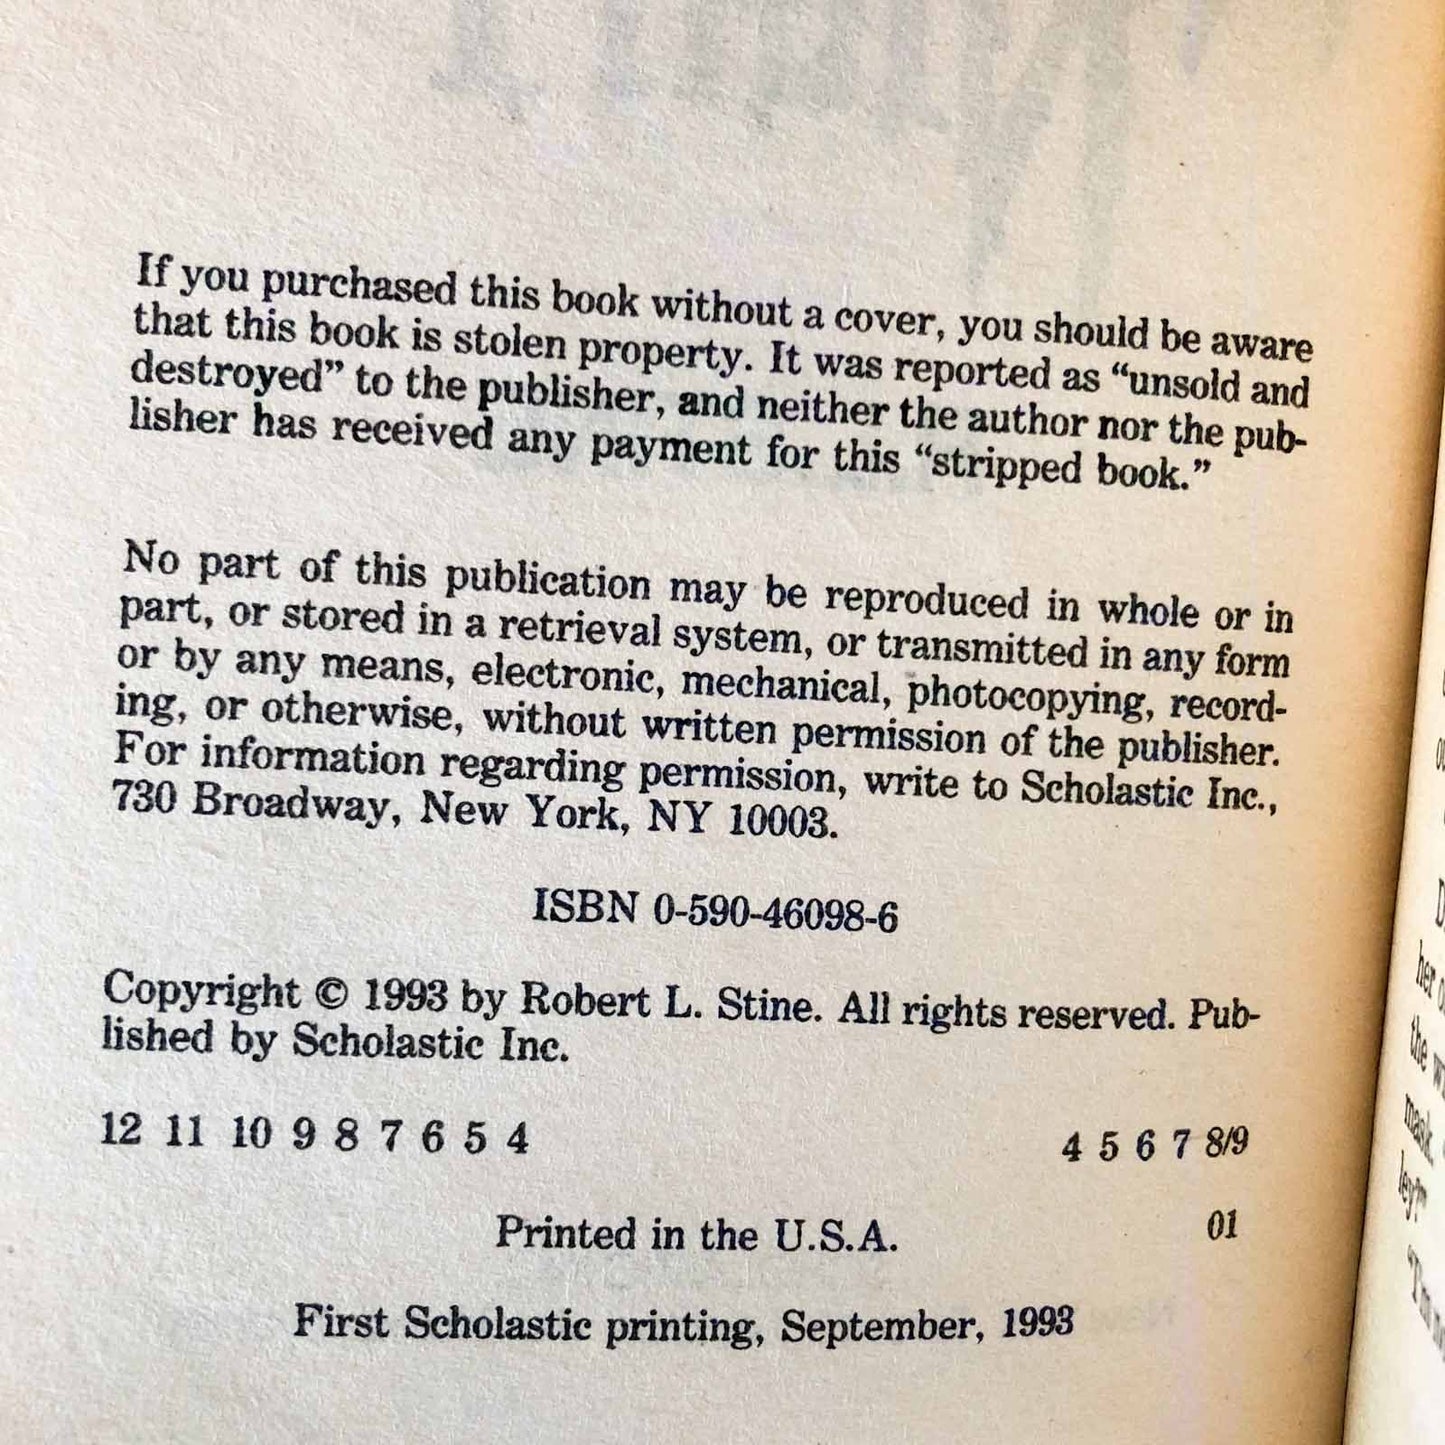 If you purchased this book without a cover, you should be aware
that this book is stolen property. It was reported as “unsold and
destroyed” to the publisher, and neither the author nor the pub-
lisher has received any payment for this “stripped book.”
No part of this publication may be reproduced in whole or in
part, or stored in a retrieval system, or transmitted in any form
or by any means, electronic, mechanical, photocopying, record-
ing, or otherwise, without written permission of the publisher.
For information regarding permission, write to Scholastic Inc.,
730 Broadway, New York, NY 10003.
ISBN 0-590-46098-6
Copyright © 1993 by Robert L. Stine. All rights reserved. Pub-
lished by Scholastic Inc.
12 11 10 9 8 7 6 5 4 4 5 6 7 8/9
Printed in the U.S.A. 01
First Scholastic printing, September, 1993
her
the
mask.
ley?”
“I'm